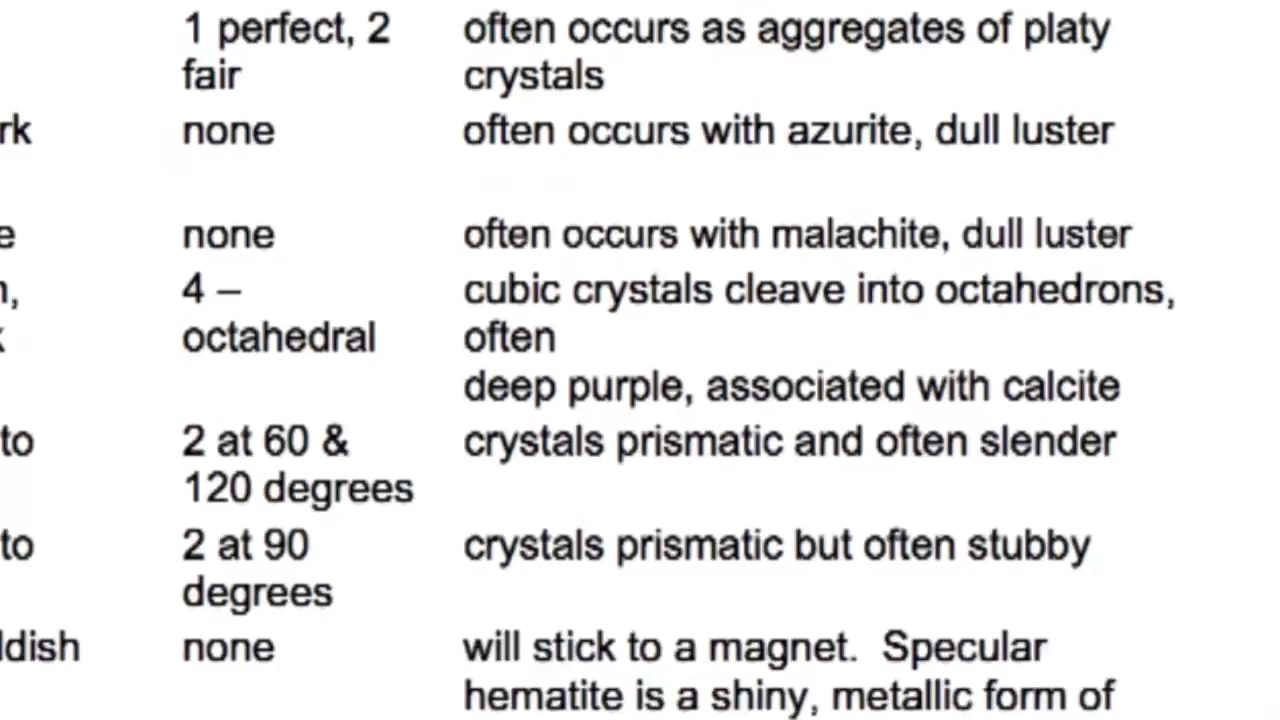 1 perfect, 2 often occurs as aggregates of platy
fair crystals
rk none often occurs with azurite, dull luster
e none often occurs with malachite, dull luster
n, 4 – cubic crystals cleave into octahedrons,
k octahedral often
deep purple, associated with calcite
to 2 at 60 & crystals prismatic and often slender
120 degrees
to 2 at 90 crystals prismatic but often stubby
degrees
ddish none will stick to a magnet. Specular
hematite is a shiny, metallic form of